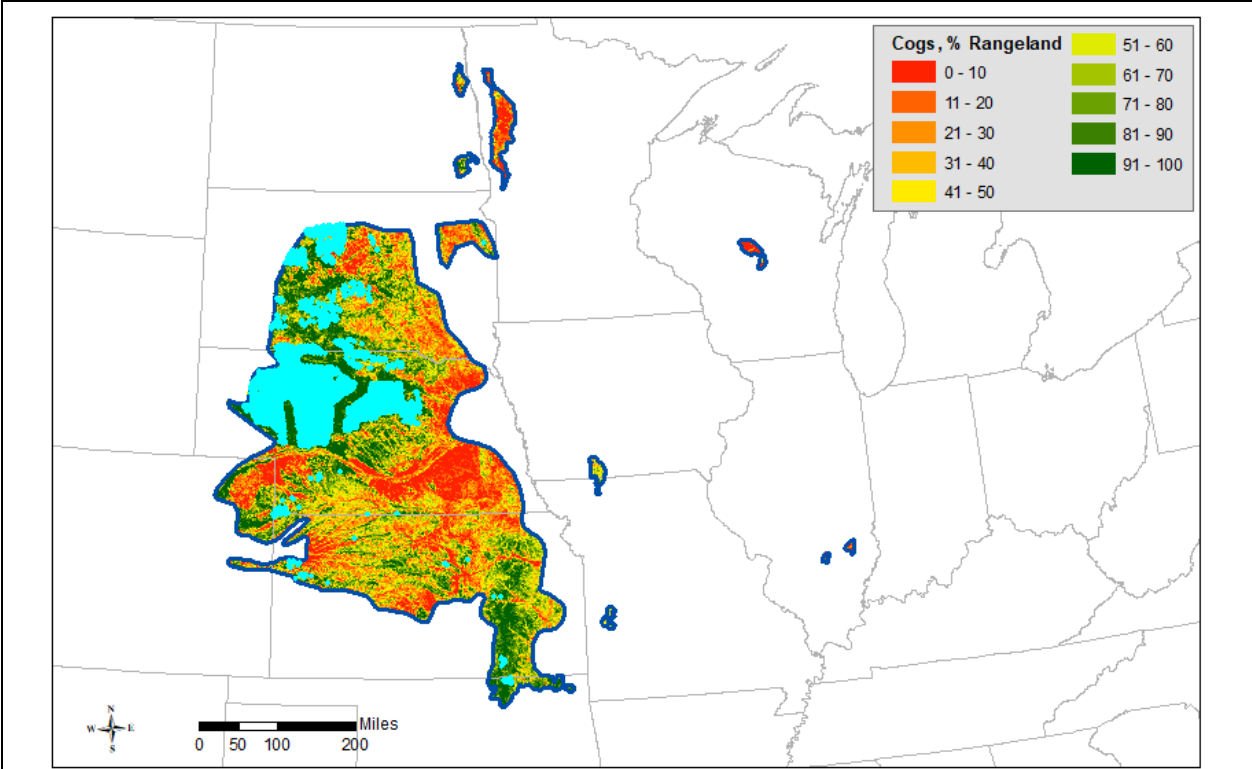 Cogs, % Rangeland
0 - 10
11 - 20
21 - 30
31 - 40
41 - 50
51 - 60
61 - 70
71 - 80
81 - 90
91 - 100
N
W E
S
Miles
0 50 100 200